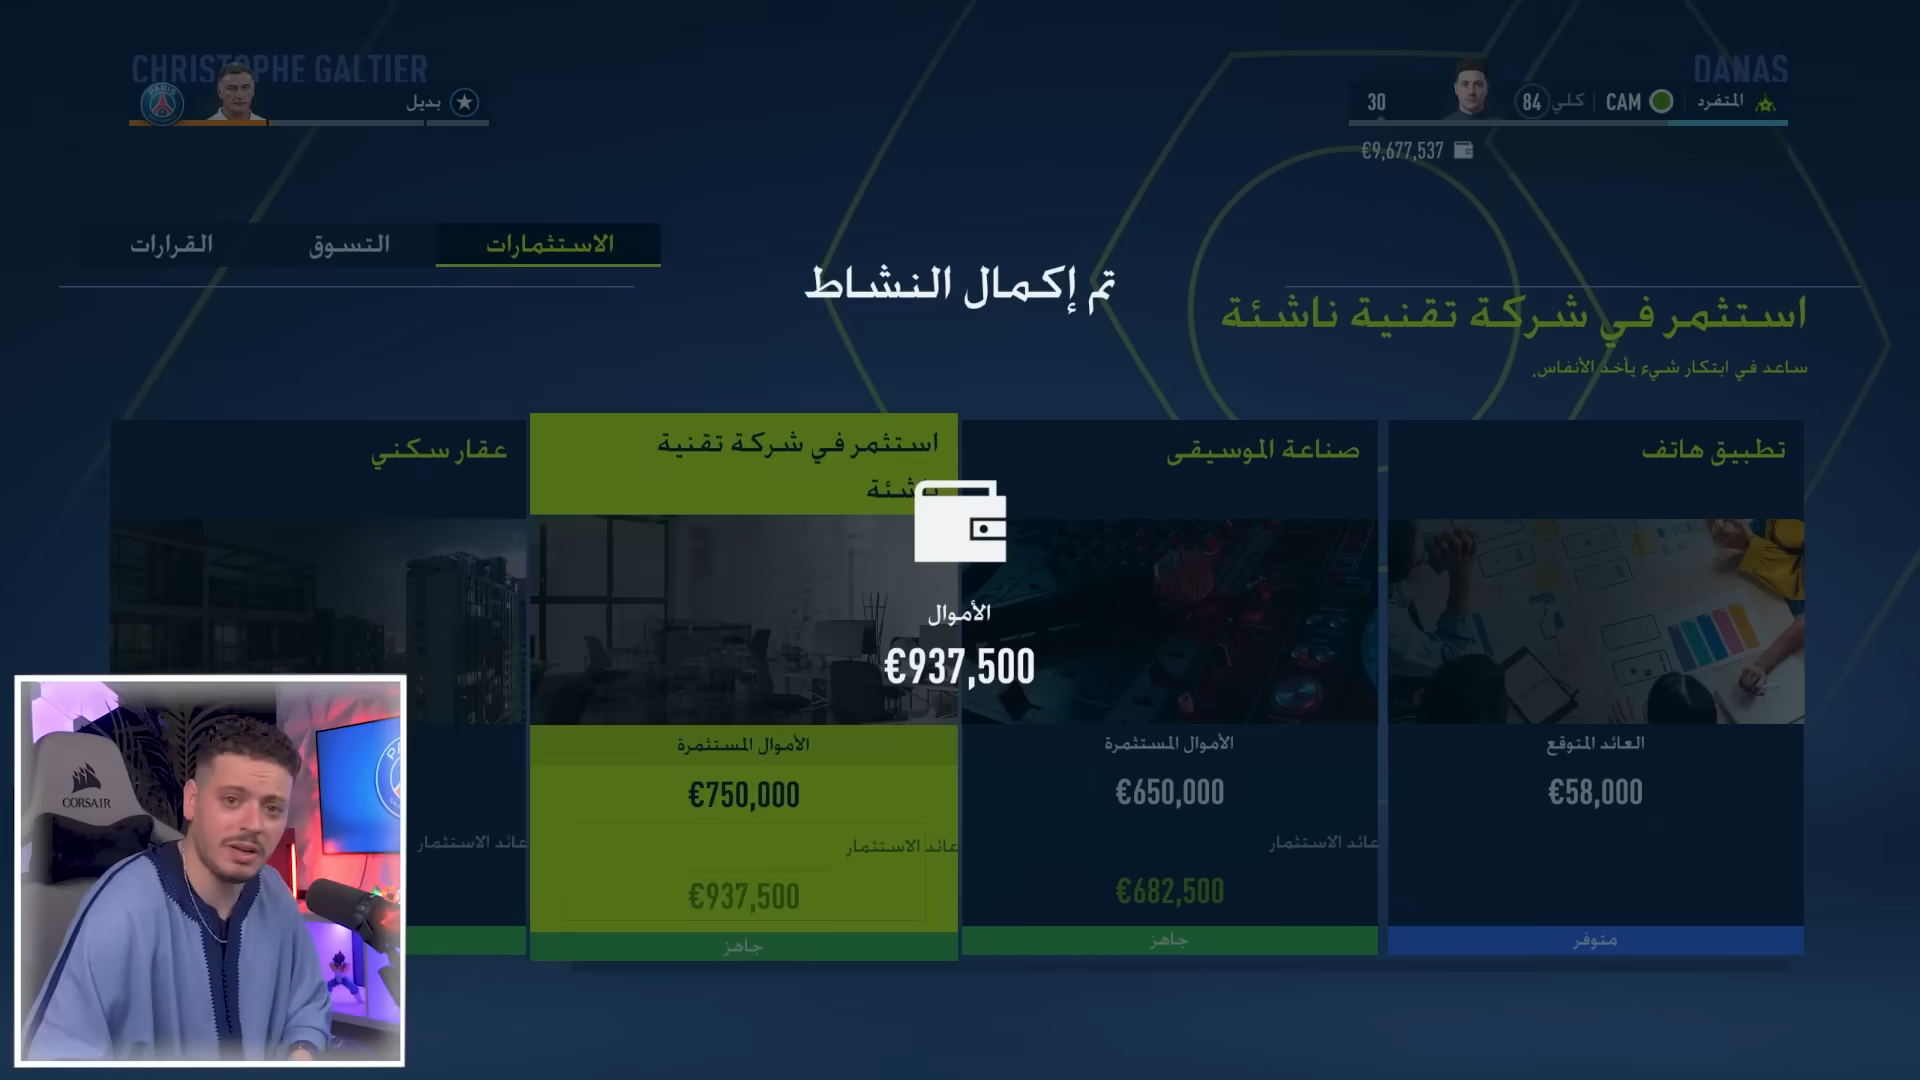 CHRISTOPHE GALTIER
بديل
DANAS
المتفرد
CAM
كلي 84
30
€9,677,537
القرارات
التسوق
الاستثمارات
تم إكمال النشاط
استثمر في شركة تقنية ناشئة
ساعد في ابتكار شيء يأخذ الأنفاس.
تطبيق هاتف
العائد المتوقع
€58,000
متوفر
صناعة الموسيقى
الأموال المستثمرة
€650,000
عائد الاستثمار
€682,500
جاهز
استثمر في شركة تقنية
ناشئة
الأموال
€937,500
الأموال المستثمرة
€750,000
عائد الاستثمار
€937,500
جاهز
عقار سكني
عائد الاستثمار
CORSAIR